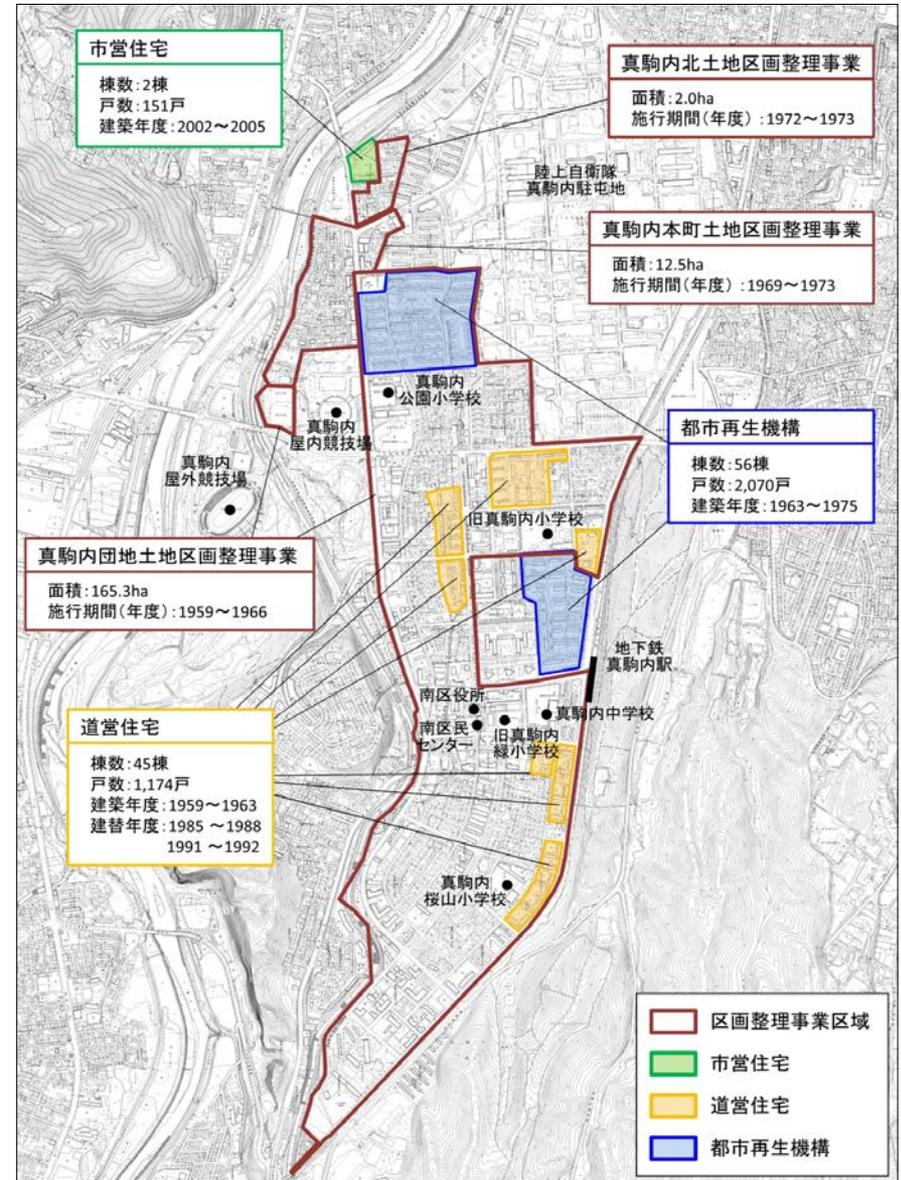 市営住宅
棟数:2棟
戸数:151戸
建築年度:2002～2005
真駒内北土地区画整理事業
面積:2.0ha
施行期間(年度):1972～1973
陸上自衛隊
真駒内駐屯地
真駒内本町土地区画整理事業
面積:12.5ha
施行期間(年度):1969～1973
真駒内
公園小学校
真駒内
屋内競技場
真駒内
屋外競技場
都市再生機構
棟数:56棟
戸数:2,070戸
建築年度:1963～1975
旧真駒内小学校
真駒内団地土地区画整理事業
面積:165.3ha
施行期間(年度):1959～1966
地下鉄
真駒内駅
南区役所
南区民
センター
旧真駒内
緑小学校
真駒内中学校
道営住宅
棟数:45棟
戸数:1,174戸
建築年度:1959～1963
建替年度:1985 ～1988
1991 ～1992
真駒内
桜山小学校
区画整理事業区域
市営住宅
道営住宅
都市再生機構